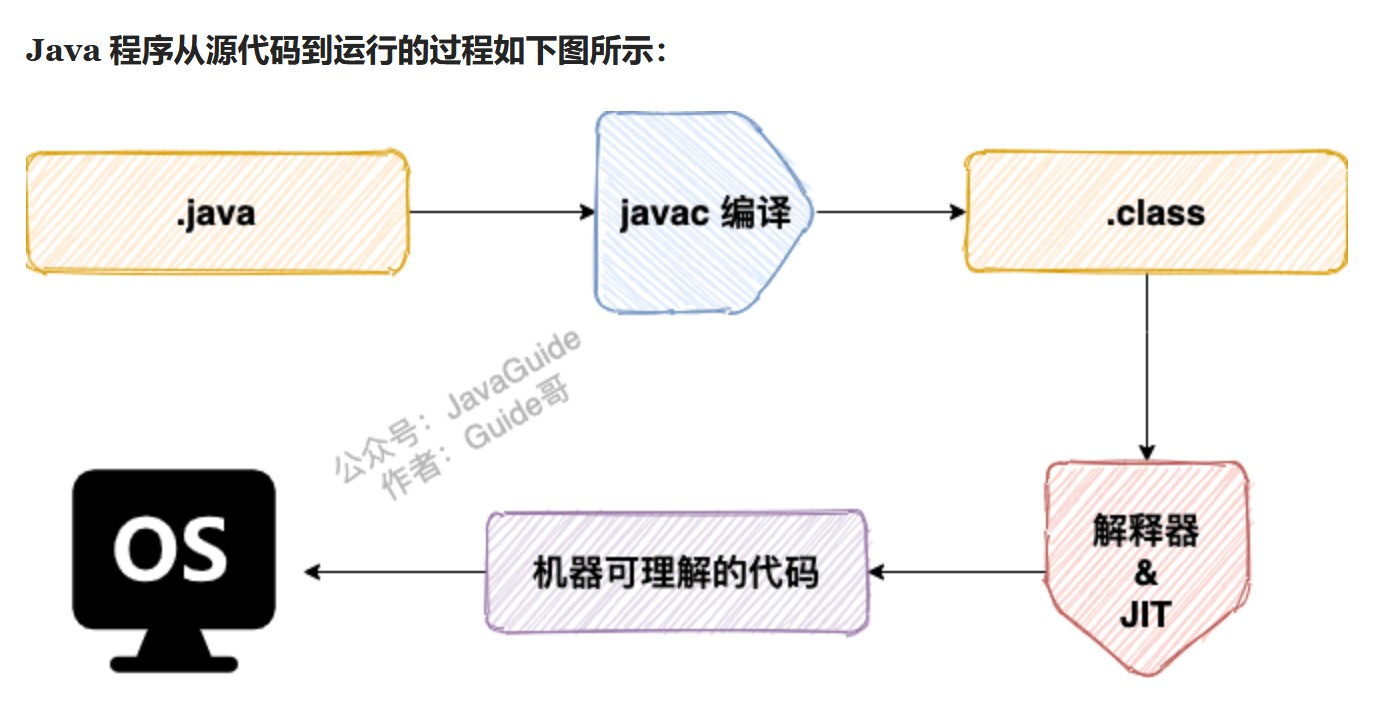 Java 程序从源代码到运行的过程如下图所示：
.java
javac 编译
.class
公众号：JavaGuide
作者：Guide哥
解释器
&
JIT
机器可理解的代码
OS